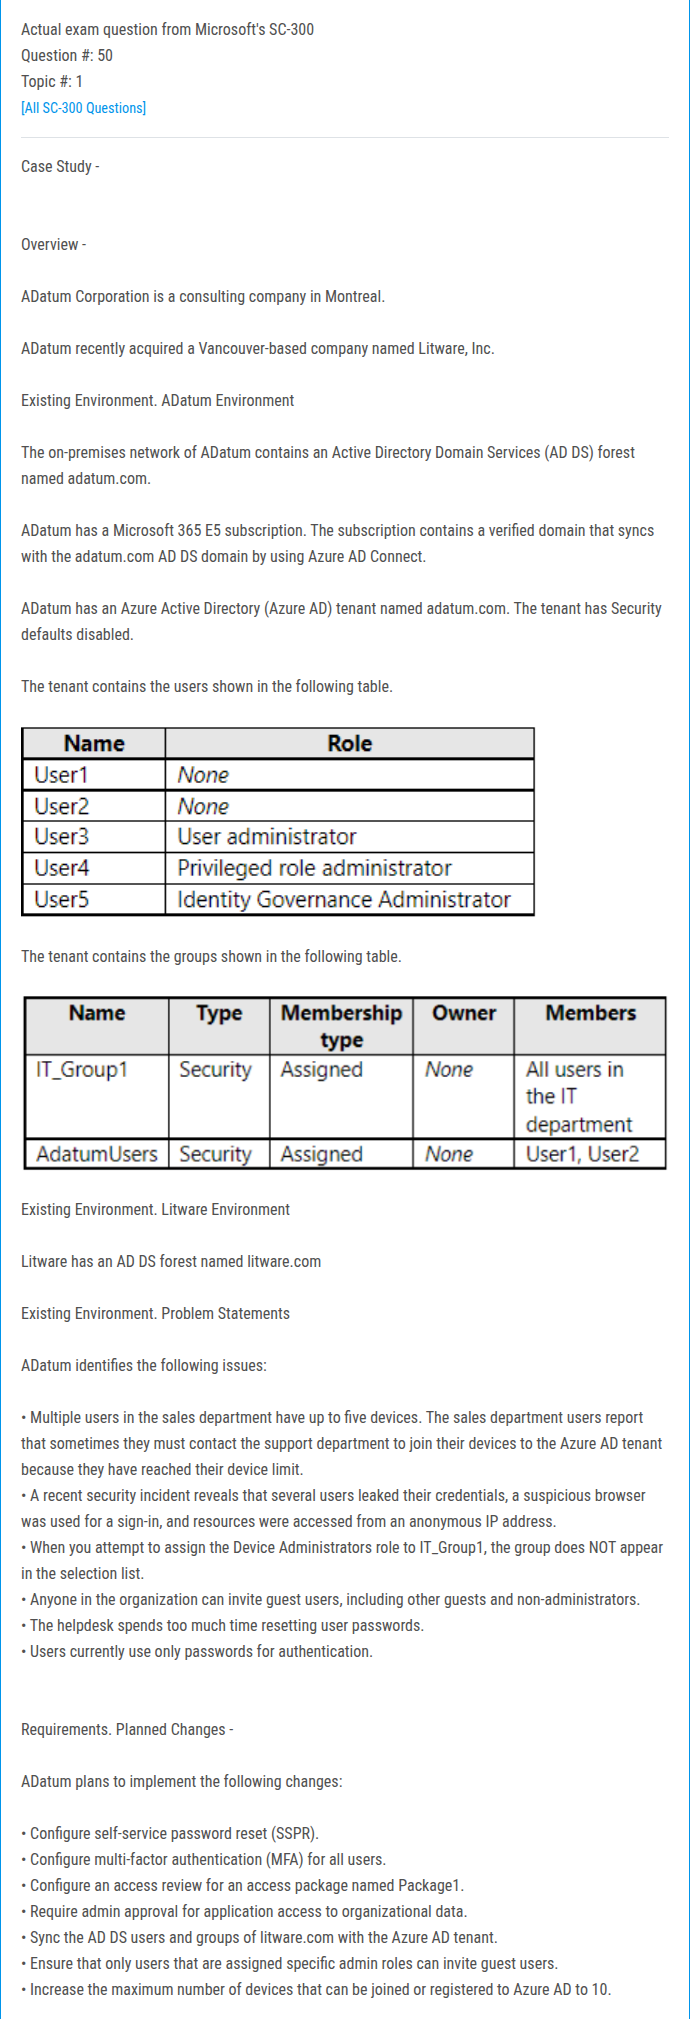 Actual exam question from Microsoft's SC-300
Question #: 50
Topic #: 1
[All SC-300 Questions]
Case Study -
Overview -
ADatum Corporation is a consulting company in Montreal.
ADatum recently acquired a Vancouver-based company named Litware, Inc.
Existing Environment. ADatum Environment
The on-premises network of ADatum contains an Active Directory Domain Services (AD DS) forest
named adatum.com.
ADatum has a Microsoft 365 E5 subscription. The subscription contains a verified domain that syncs
with the adatum.com AD DS domain by using Azure AD Connect.
ADatum has an Azure Active Directory (Azure AD) tenant named adatum.com. The tenant has Security
defaults disabled.
The tenant contains the users shown in the following table.
Name Role
User1 None
User2 None
User3 User administrator
User4 Privileged role administrator
User5 Identity Governance Administrator
The tenant contains the groups shown in the following table.
Name Type Membership Owner Members
type
IT_Group1 Security Assigned None All users in
the IT
department
AdatumUsers Security Assigned None User1, User2
Existing Environment. Litware Environment
Litware has an AD DS forest named litware.com
Existing Environment. Problem Statements
ADatum identifies the following issues:
• Multiple users in the sales department have up to five devices. The sales department users report
that sometimes they must contact the support department to join their devices to the Azure AD tenant
because they have reached their device limit.
• A recent security incident reveals that several users leaked their credentials, a suspicious browser
was used for a sign-in, and resources were accessed from an anonymous IP address.
• When you attempt to assign the Device Administrators role to IT_Group1, the group does NOT appear
in the selection list.
• Anyone in the organization can invite guest users, including other guests and non-administrators.
• The helpdesk spends too much time resetting user passwords.
• Users currently use only passwords for authentication.
Requirements. Planned Changes -
ADatum plans to implement the following changes:
• Configure self-service password reset (SSPR).
• Configure multi-factor authentication (MFA) for all users.
• Configure an access review for an access package named Package1.
• Require admin approval for application access to organizational data.
• Sync the AD DS users and groups of litware.com with the Azure AD tenant.
• Ensure that only users that are assigned specific admin roles can invite guest users.
• Increase the maximum number of devices that can be joined or registered to Azure AD to 10.